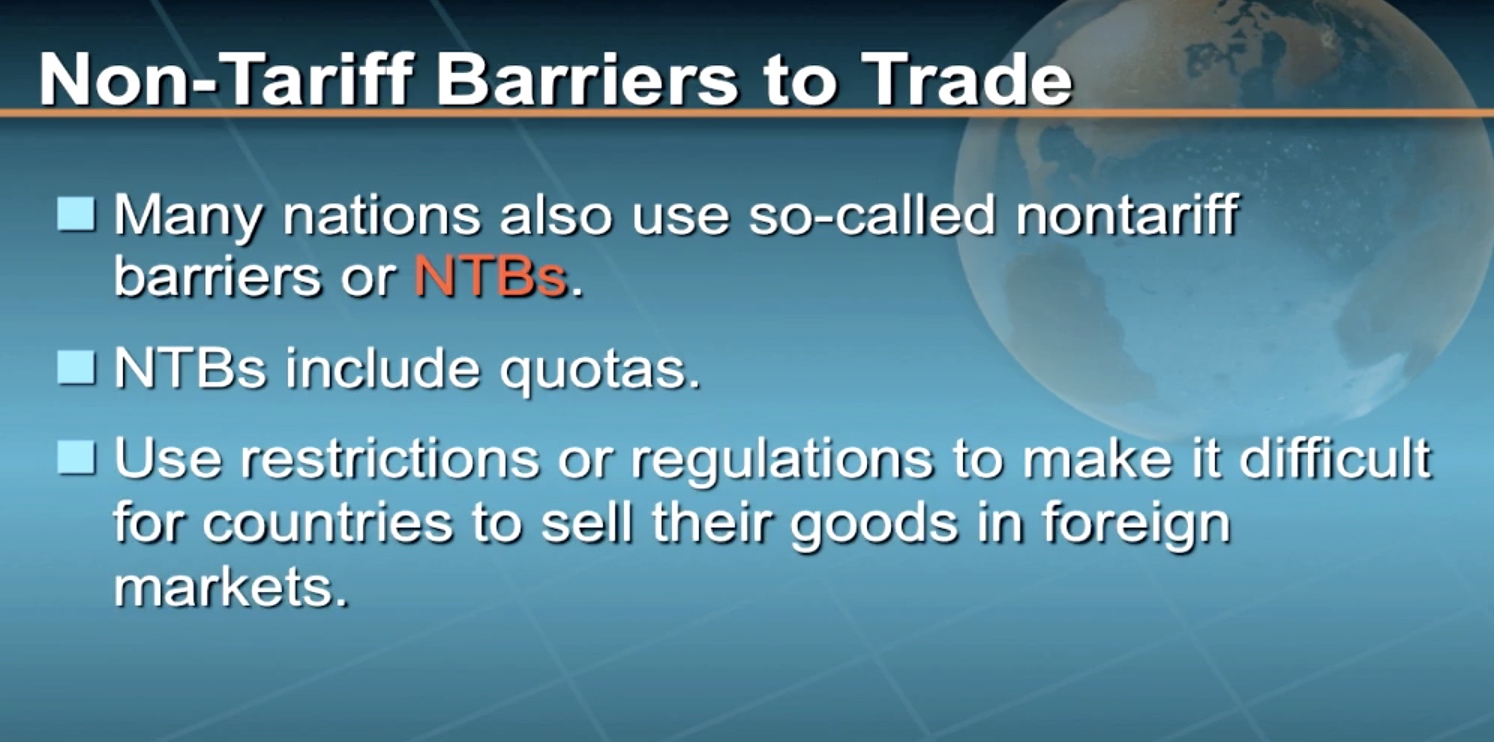 Non-Tariff Barriers to Trade
Many nations also use so-called nontariff
barriers or NTBs.
NTBs include quotas.
Use restrictions or regulations to make it difficult
for countries to sell their goods in foreign
markets.